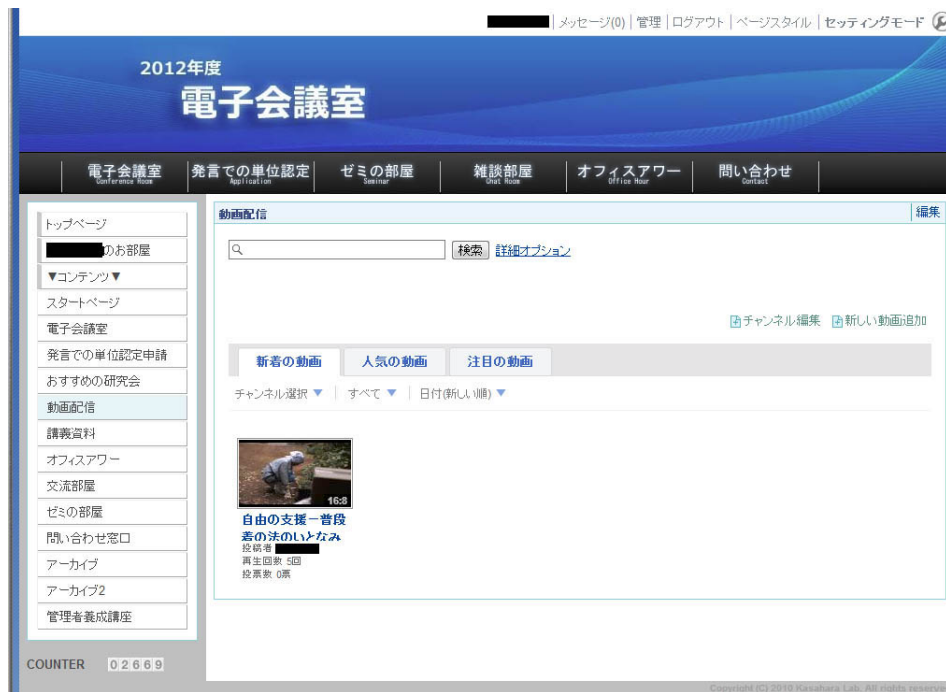 メッセージ(0) | 管理 | ログアウト | ページスタイル | セッティングモード
2012年度
電子会議室
電子会議室 発言での単位認定 ゼミの部屋 雑談部屋 オフィスアワー 問い合わせ
Conference Room Application Seminar Chat Room Office Hour Contact
トップページ
のお部屋
▼コンテンツ▼
スタートページ
電子会議室
発言での単位認定申請
おすすめの研究会
動画配信
講義資料
オフィスアワー
交流部屋
ゼミの部屋
問い合わせ窓口
アーカイブ
アーカイブ2
管理者養成講座
COUNTER 02669
動画配信 編集
検索 詳細オプション
チャンネル編集 新しい動画追加
新着の動画 人気の動画 注目の動画
チャンネル選択 ▼ | すべて ▼ | 日付(新しい順) ▼
16:8
自由の支援－普段
着の法のいとなみ
投稿者
再生回数 5回
投票数 0票
Copyright (C) 2010 Kasahara Lab. All rights reserve